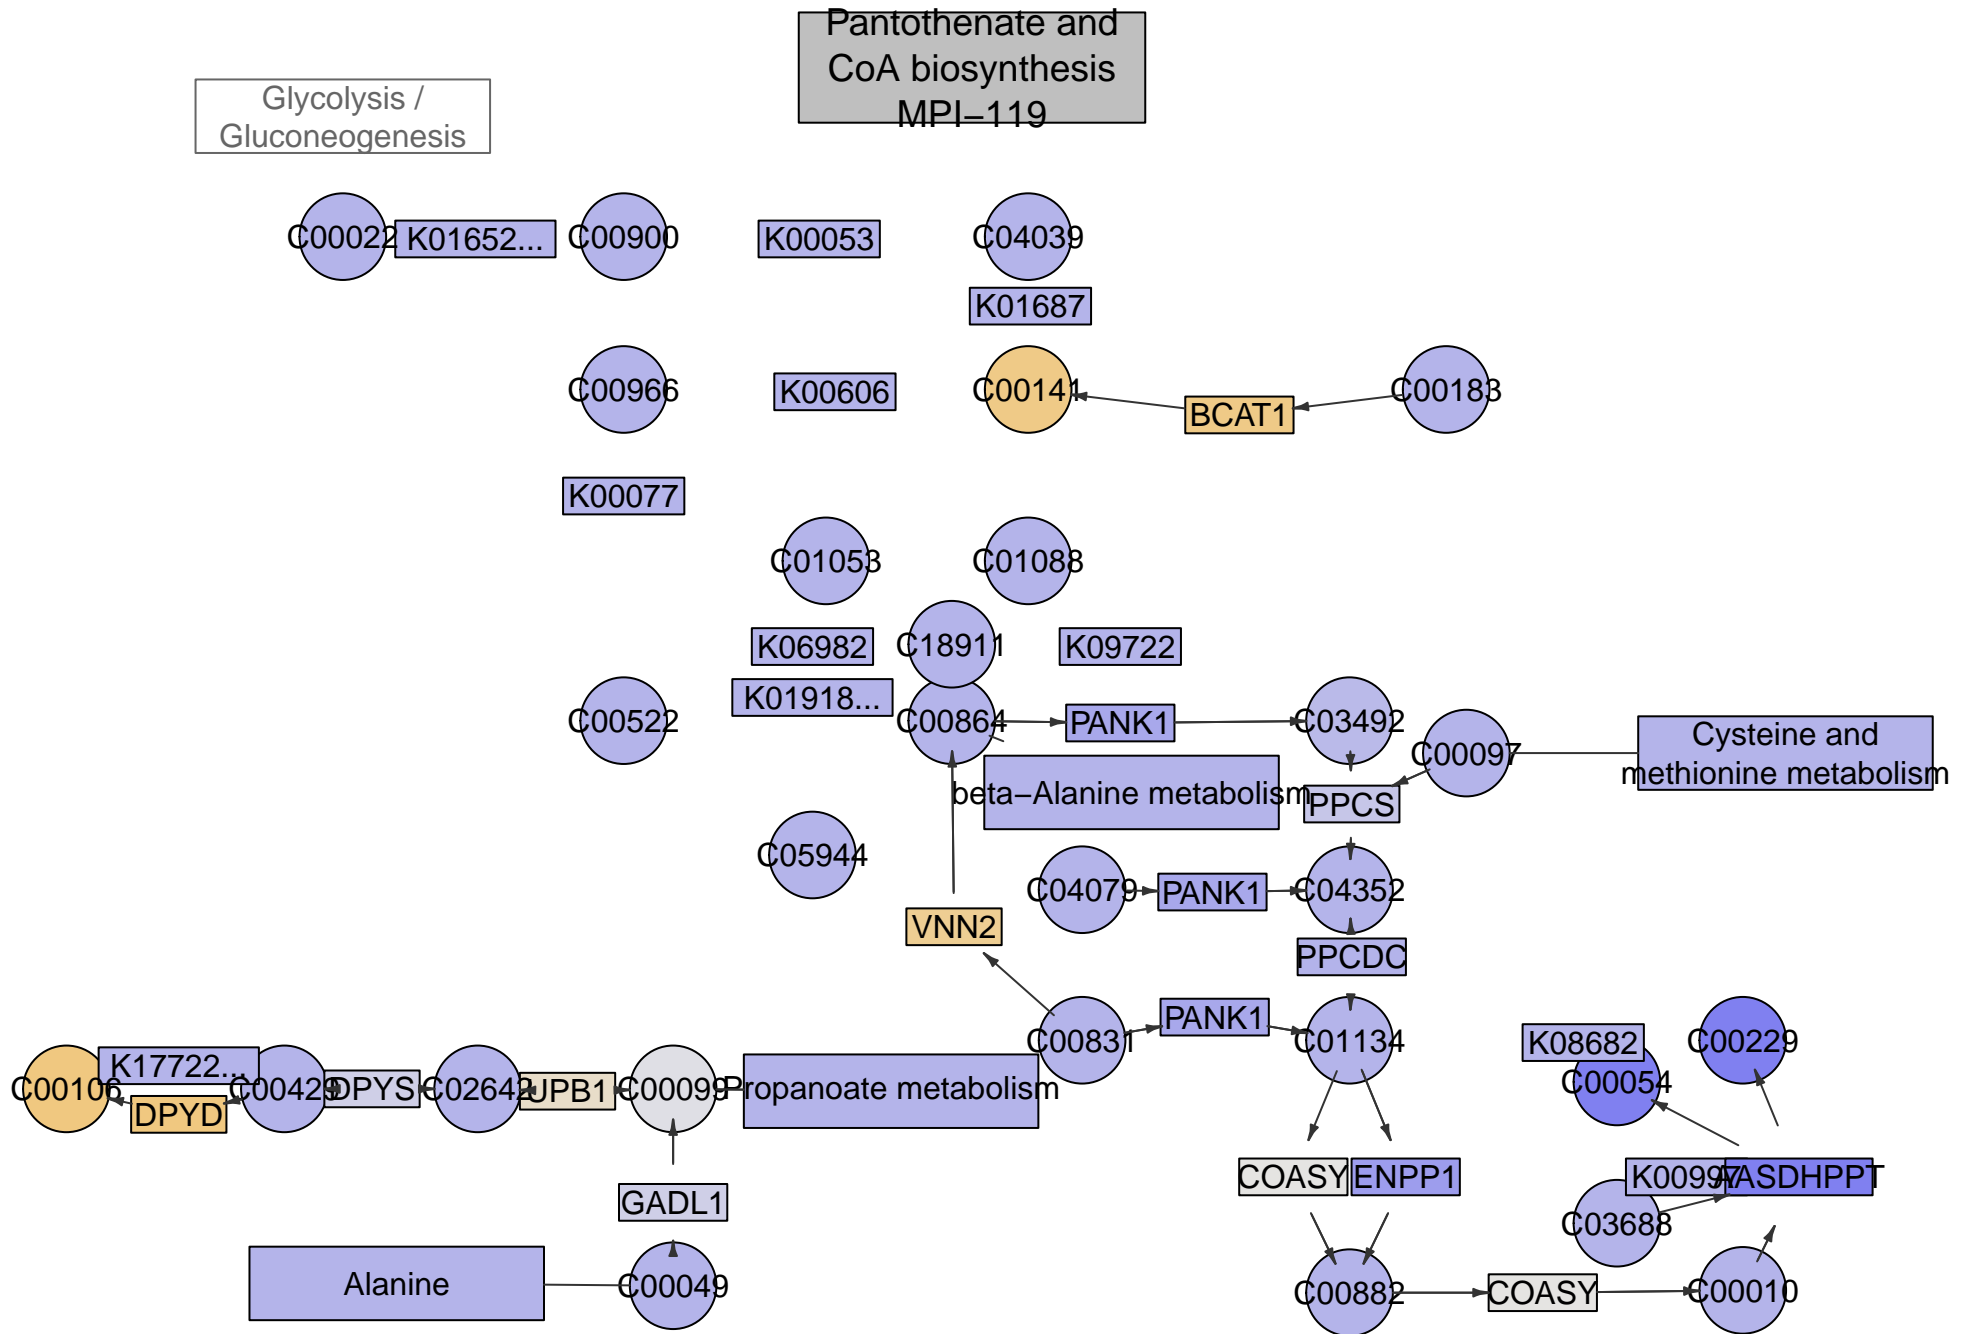 Pantothenate and
CoA biosynthesis
MPI−119
Glycolysis /
Gluconeogenesis
C00022
K01652...
C00900
K00053
C04039
K01687
C00966
K00606
C00141
BCAT1
C00183
K00077
C01053
C01088
K06982
C18911
K09722
K01918...
C00522
C00864
PANK1
C03492
C00097
Cysteine and
methionine metabolism
beta−Alanine metabolism
PPCS
C05944
C04079
PANK1
C04352
VNN2
PPCDC
C00831
PANK1
C01134
K08682
C00229
C00054
K17722...
C00106
DPYD
C00429
DPYS
C02642
UPB1
C00099
Propanoate metabolism
COASY
ENPP1
K00997
AASDHPPT
GADL1
C03688
Alanine
C00049
C00882
COASY
C00010